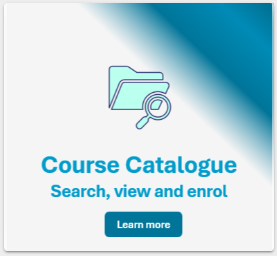 Course Catalogue
Search, view and enrol
Learn more